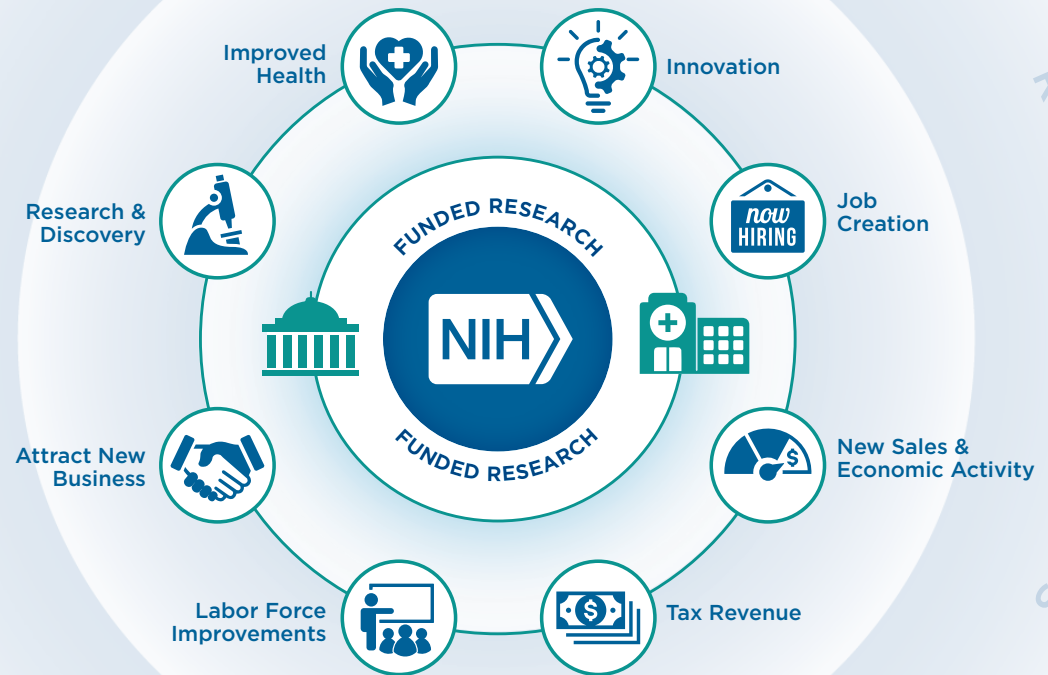 Improved
Health
Innovation
Research &
Discovery
now
HIRING
Job
Creation
FUNDED RESEARCH
NIH
FUNDED RESEARCH
Attract New
Business
$
New Sales &
Economic Activity
Labor Force
Improvements
$
Tax Revenue